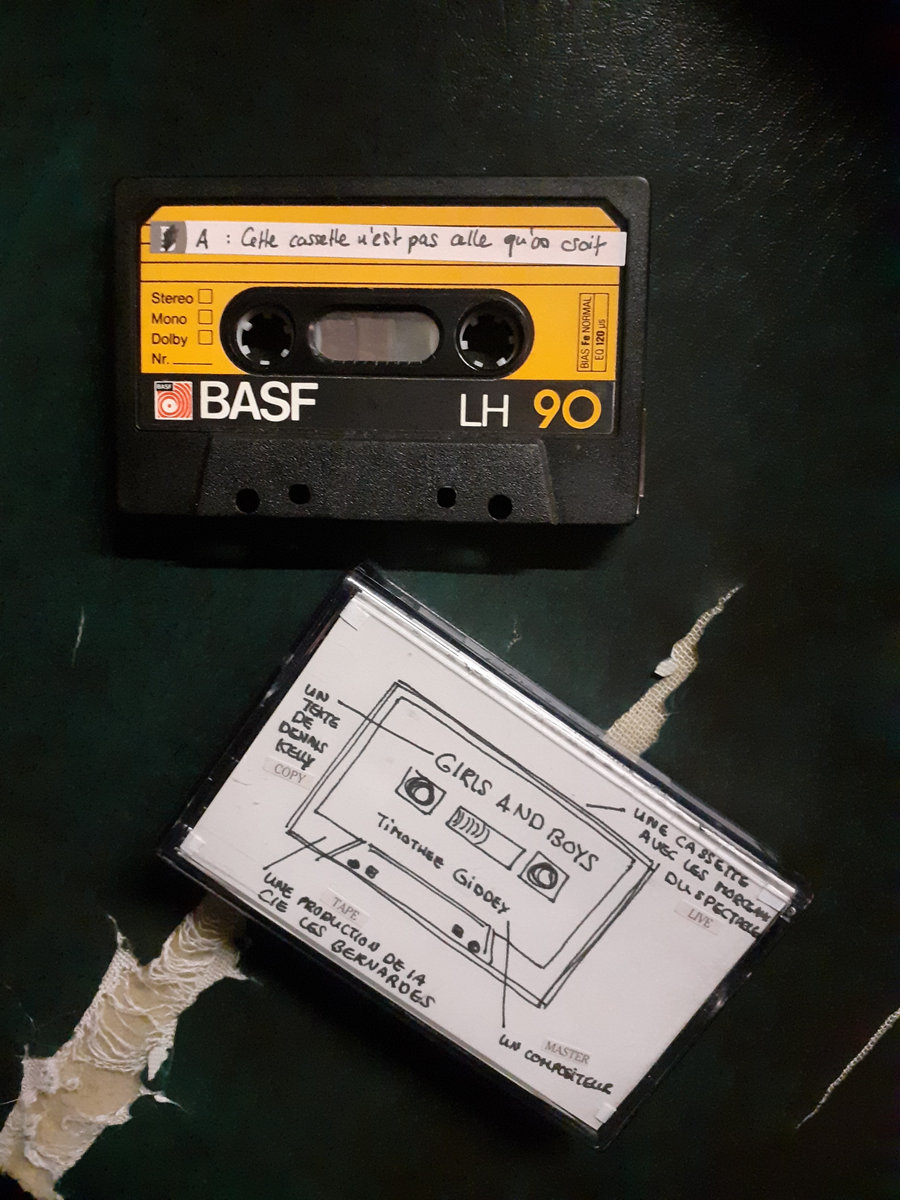 A : Cette cassette n'est pas celle qu'on croit
Stereo
Mono
Dolby
Nr.
BIAS Fe NORMAL
EQ 120 µs
BASF
BASF
LH 90
UN
TEXTE
DE
DENNIS
KELLY
COPY
GIRLS AND BOYS
TIMOTHEE GIDDEY
UNE CASSETTE
AVEC LES MORCEAUX
DU SPECTACLE
LIVE
TAPE
UNE PRODUCTION DE LA
CIE LES BERNARDES
MASTER
UN COMPOSITEUR